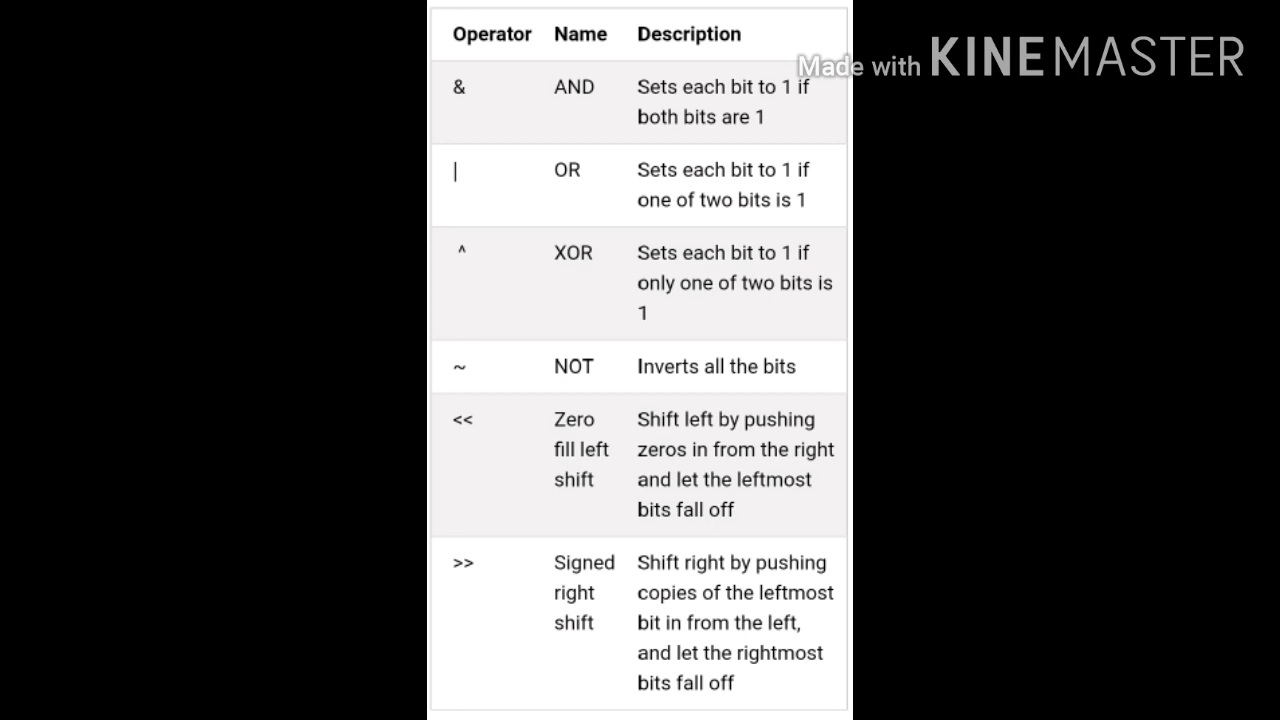 Operator Name Description
Made with KINEMASTER
& AND Sets each bit to 1 if
both bits are 1
| OR Sets each bit to 1 if
one of two bits is 1
^ XOR Sets each bit to 1 if
only one of two bits is
1
~ NOT Inverts all the bits
<< Zero Shift left by pushing
fill left zeros in from the right
shift and let the leftmost
bits fall off
>> Signed Shift right by pushing
right copies of the leftmost
shift bit in from the left,
and let the rightmost
bits fall off